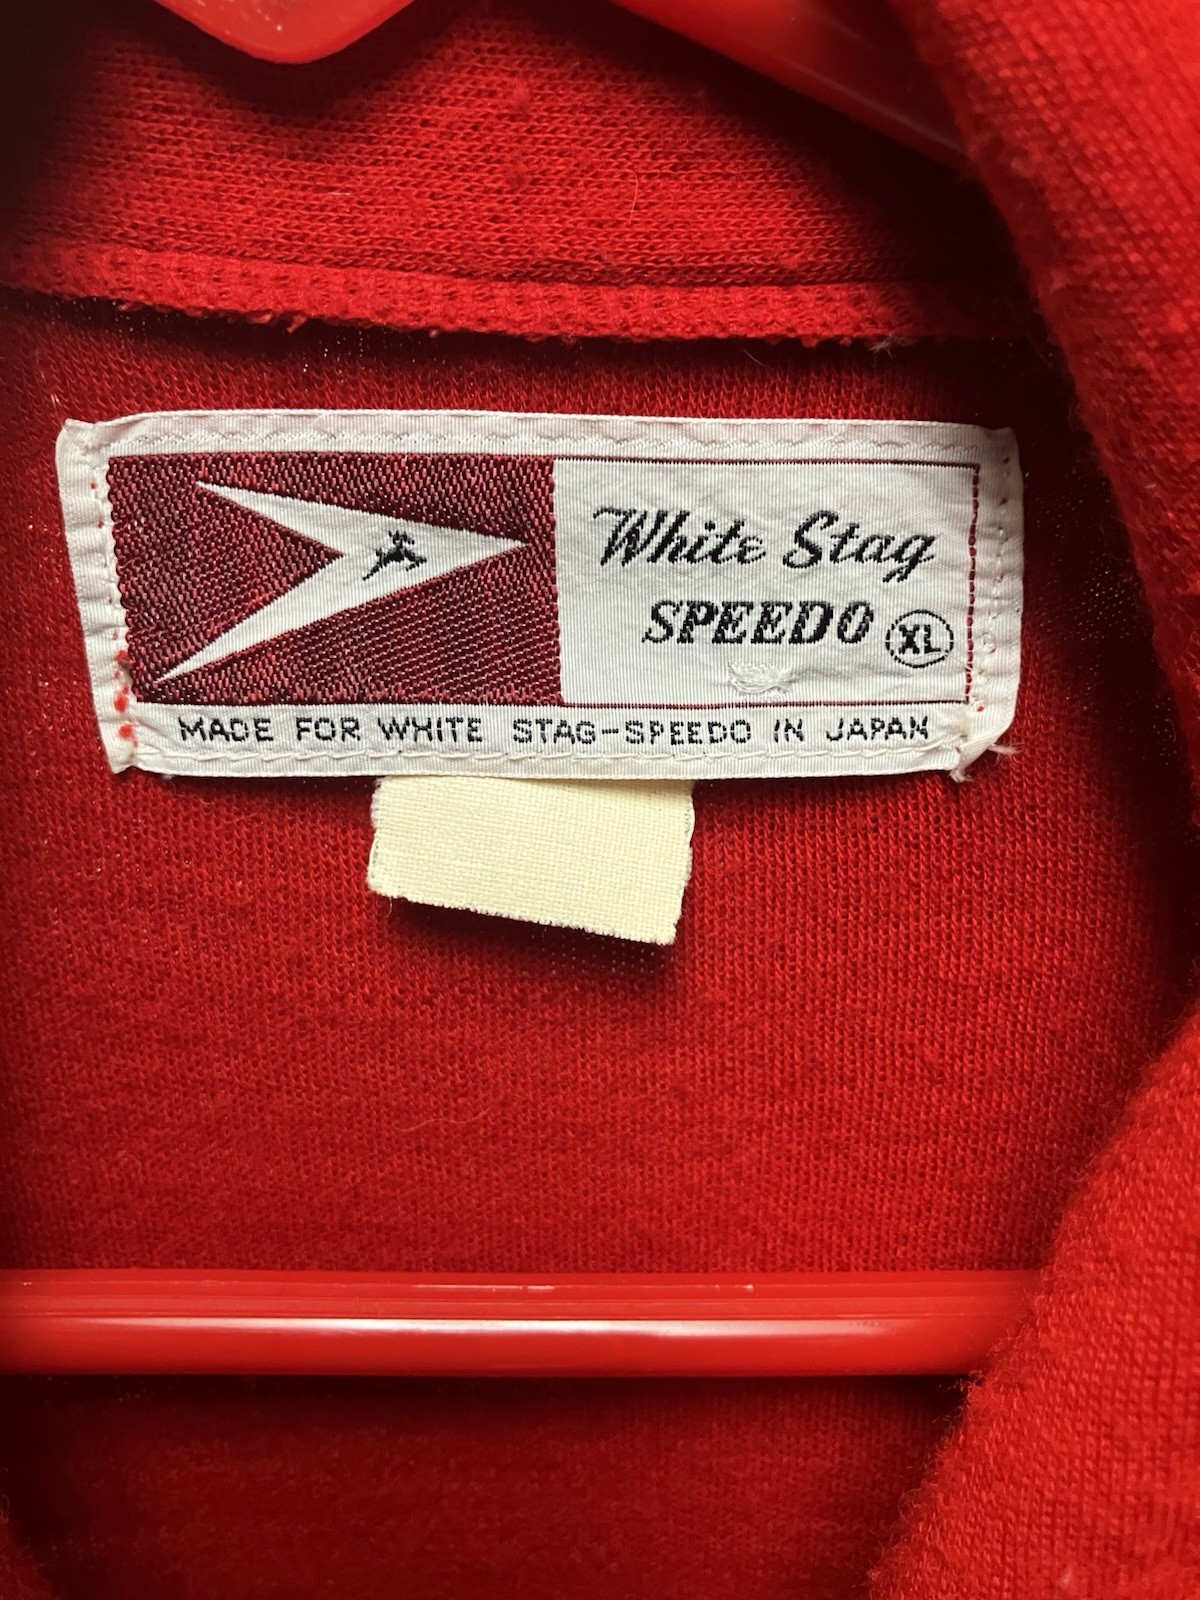 White Stag
SPEEDO XL
MADE FOR WHITE STAG-SPEEDO IN JAPAN